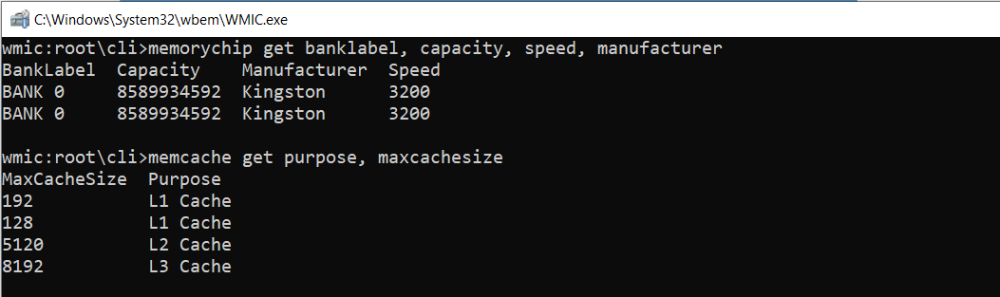 C:\Windows\System32\wbem\WMIC.exe
wmic:root\cli>memorychip get banklabel, capacity, speed, manufacturer
BankLabel  Capacity    Manufacturer  Speed
BANK 0     8589934592  Kingston      3200
BANK 0     8589934592  Kingston      3200
wmic:root\cli>memcache get purpose, maxcachesize
MaxCacheSize  Purpose
192           L1 Cache
128           L1 Cache
5120          L2 Cache
8192          L3 Cache